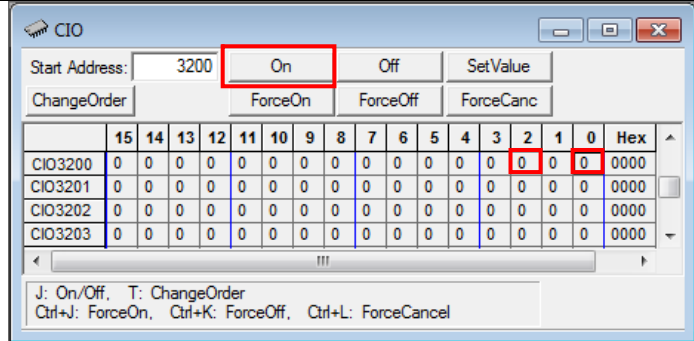 CIO
Start Address: 3200 On Off SetValue
ChangeOrder ForceOn ForceOff ForceCanc
15 14 13 12 11 10 9 8 7 6 5 4 3 2 1 0 Hex
CIO3200 0 0 0 0 0 0 0 0 0 0 0 0 0 0 0 0 0000
CIO3201 0 0 0 0 0 0 0 0 0 0 0 0 0 0 0 0 0000
CIO3202 0 0 0 0 0 0 0 0 0 0 0 0 0 0 0 0 0000
CIO3203 0 0 0 0 0 0 0 0 0 0 0 0 0 0 0 0 0000
J: On/Off, T: ChangeOrder
Ctrl+J: ForceOn, Ctrl+K: ForceOff, Ctrl+L: ForceCancel